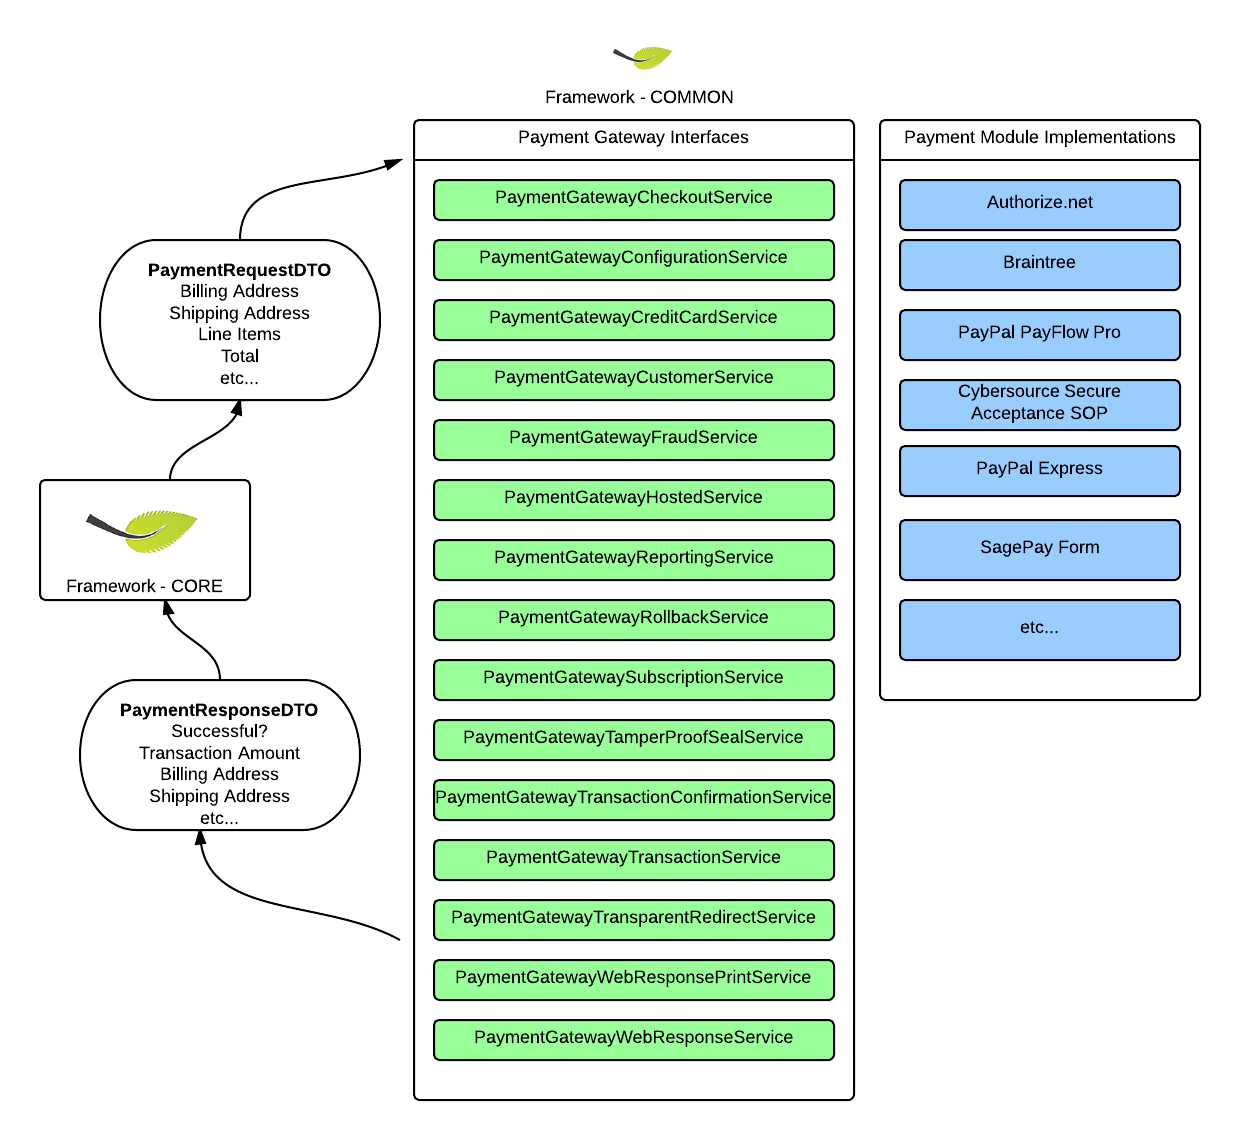 Framework - COMMON
Payment Gateway Interfaces
PaymentGatewayCheckoutService
PaymentGatewayConfigurationService
PaymentGatewayCreditCardService
PaymentGatewayCustomerService
PaymentGatewayFraudService
PaymentGatewayHostedService
PaymentGatewayReportingService
PaymentGatewayRollbackService
PaymentGatewaySubscriptionService
PaymentGatewayTamperProofSealService
PaymentGatewayTransactionConfirmationService
PaymentGatewayTransactionService
PaymentGatewayTransparentRedirectService
PaymentGatewayWebResponsePrintService
PaymentGatewayWebResponseService
Payment Module Implementations
Authorize.net
Braintree
PayPal PayFlow Pro
Cybersource Secure
Acceptance SOP
PayPal Express
SagePay Form
etc...
PaymentRequestDTO
Billing Address
Shipping Address
Line Items
Total
etc...
Framework - CORE
PaymentResponseDTO
Successful?
Transaction Amount
Billing Address
Shipping Address
etc...